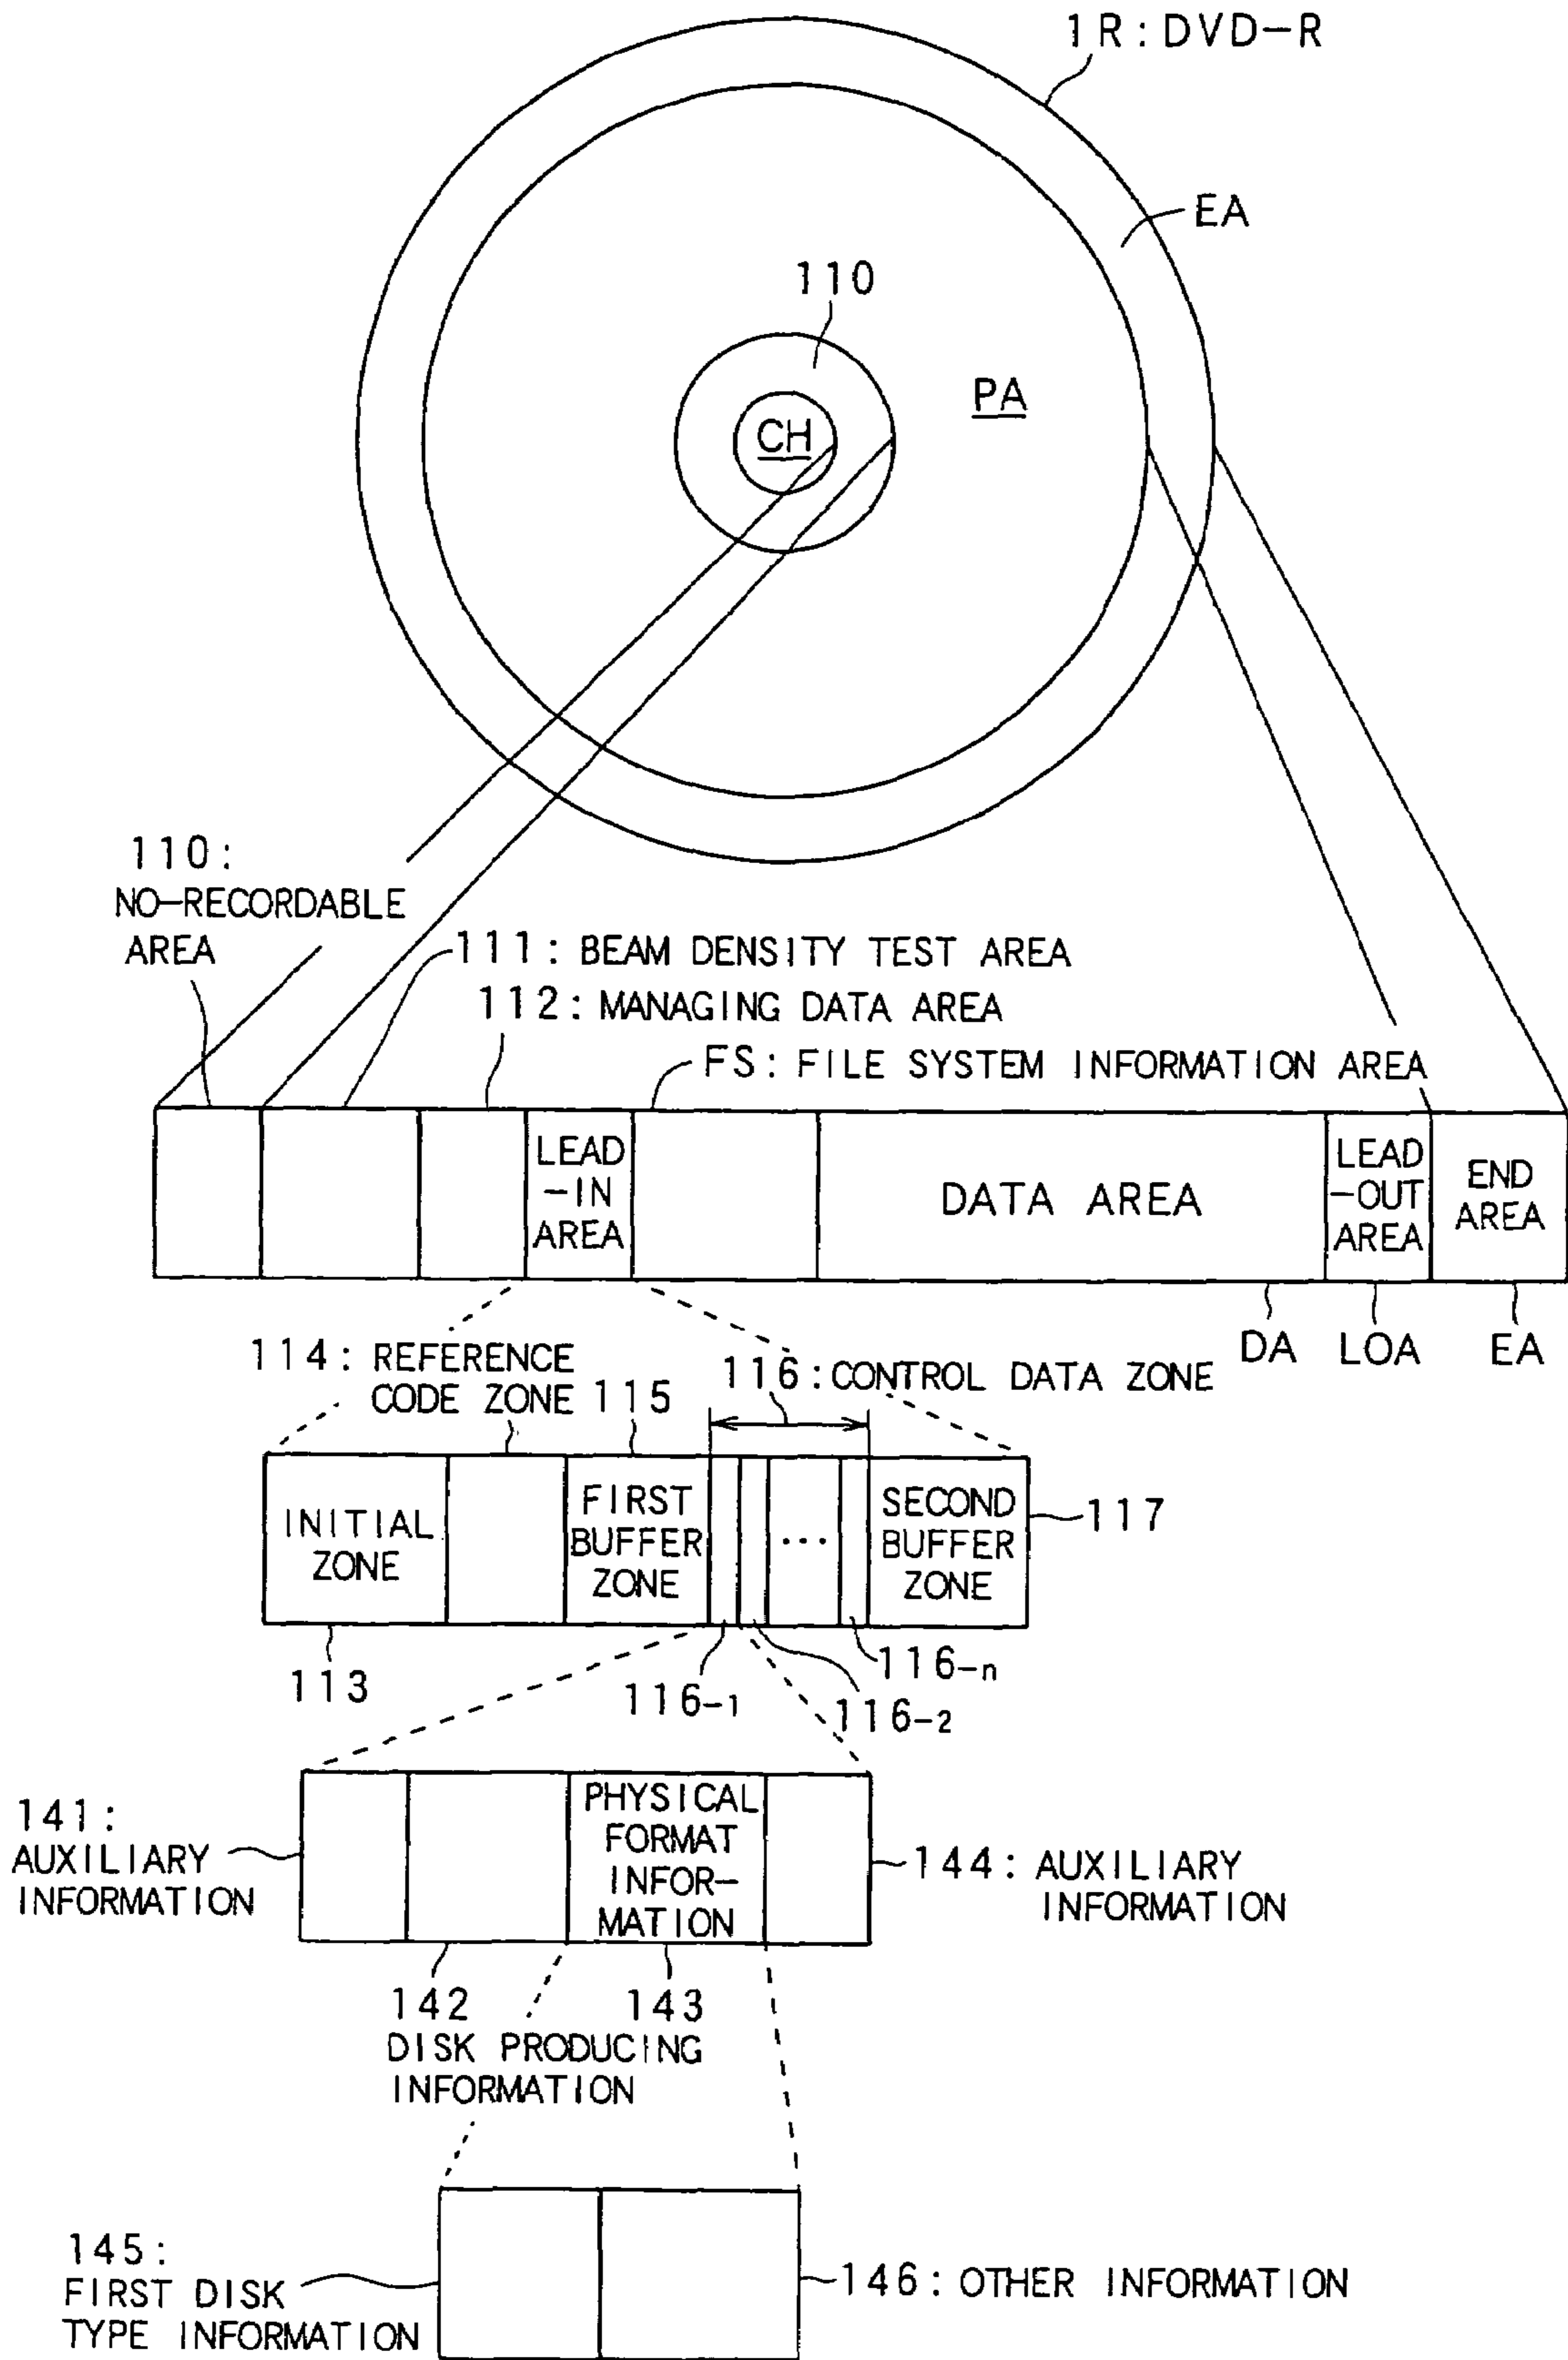 1R: DVD-R
EA
110
CH
PA
110:
NO-RECORDABLE
AREA
111: BEAM DENSITY TEST AREA
112: MANAGING DATA AREA
FS: FILE SYSTEM INFORMATION AREA
LEAD
-IN
AREA
DATA AREA
LEAD
-OUT
AREA
END
AREA
DA
LOA
EA
114: REFERENCE
CODE ZONE
115
116: CONTROL DATA ZONE
INITIAL
ZONE
FIRST
BUFFER
ZONE
...
SECOND
BUFFER
ZONE
117
113
116-1
116-2
116-n
141:
AUXILIARY
INFORMATION
PHYSICAL
FORMAT
INFOR-
MATION
144: AUXILIARY
INFORMATION
142
DISK PRODUCING
INFORMATION
143
145:
FIRST DISK
TYPE INFORMATION
146: OTHER INFORMATION